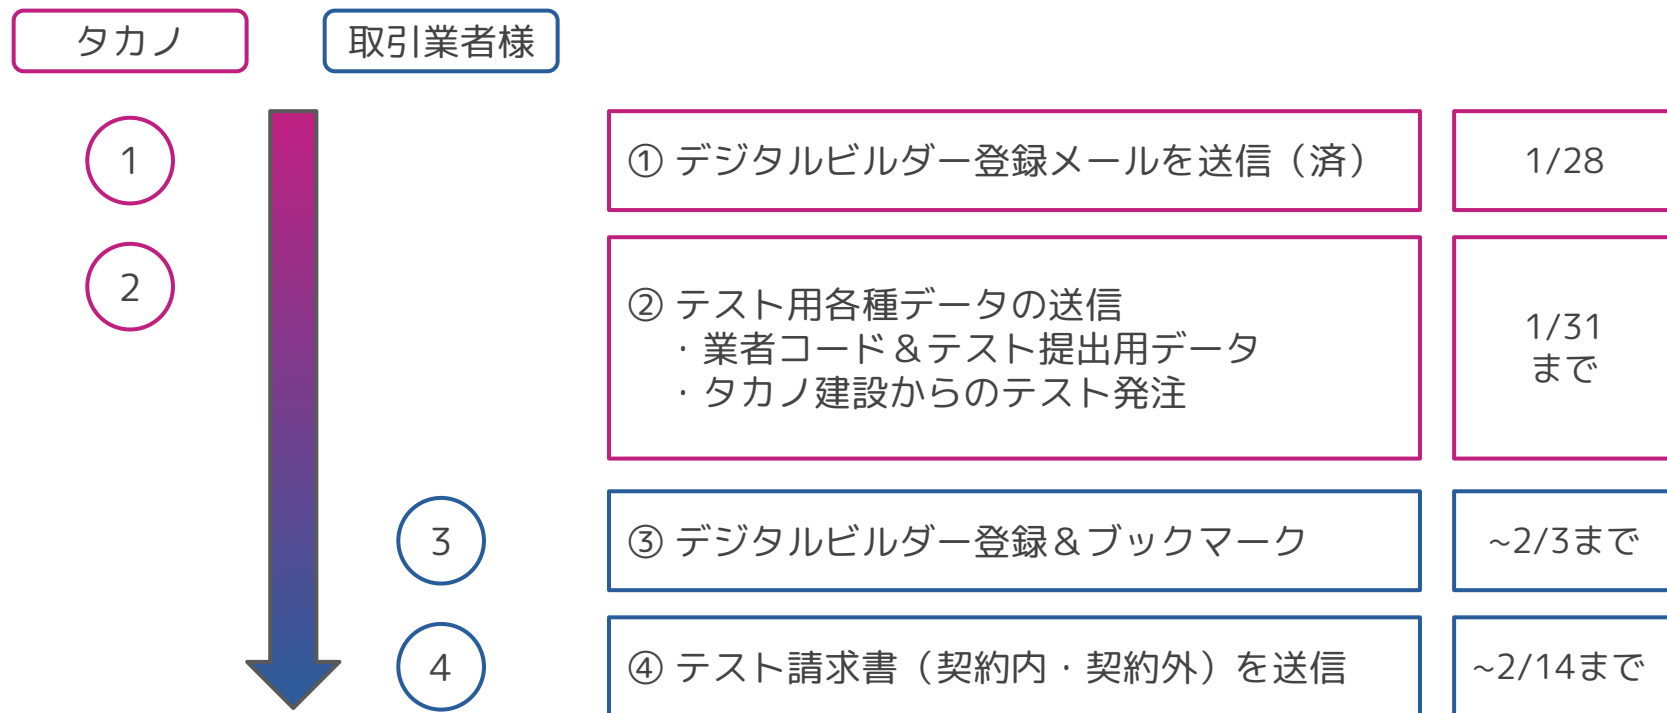 タカノ
取引業者様
1
① デジタルビルダー登録メールを送信（済）
1/28
2
② テスト用各種データの送信
・業者コード＆テスト提出用データ
・タカノ建設からのテスト発注
1/31
まで
3
③ デジタルビルダー登録＆ブックマーク
~2/3まで
4
④ テスト請求書（契約内・契約外）を送信
~2/14まで